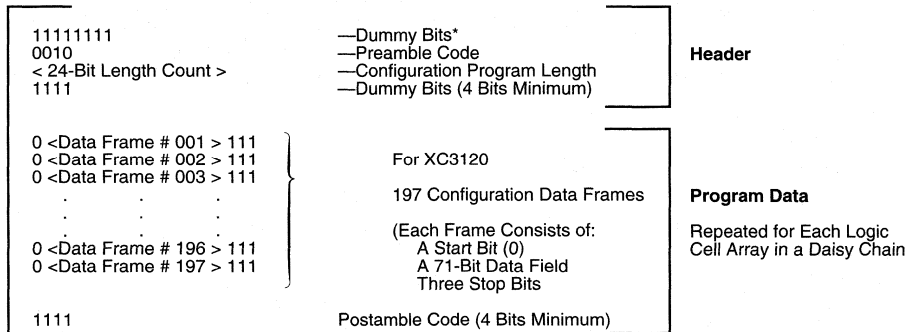 11111111 —Dummy Bits*
0010 —Preamble Code
< 24-Bit Length Count > —Configuration Program Length
1111 —Dummy Bits (4 Bits Minimum)
Header
0 <Data Frame # 001 > 111
0 <Data Frame # 002 > 111
0 <Data Frame # 003 > 111
. . .
. . .
. . .
0 <Data Frame # 196 > 111
0 <Data Frame # 197 > 111
For XC3120
197 Configuration Data Frames
(Each Frame Consists of:
A Start Bit (0)
A 71-Bit Data Field
Three Stop Bits
Program Data
Repeated for Each Logic
Cell Array in a Daisy Chain
1111 Postamble Code (4 Bits Minimum)